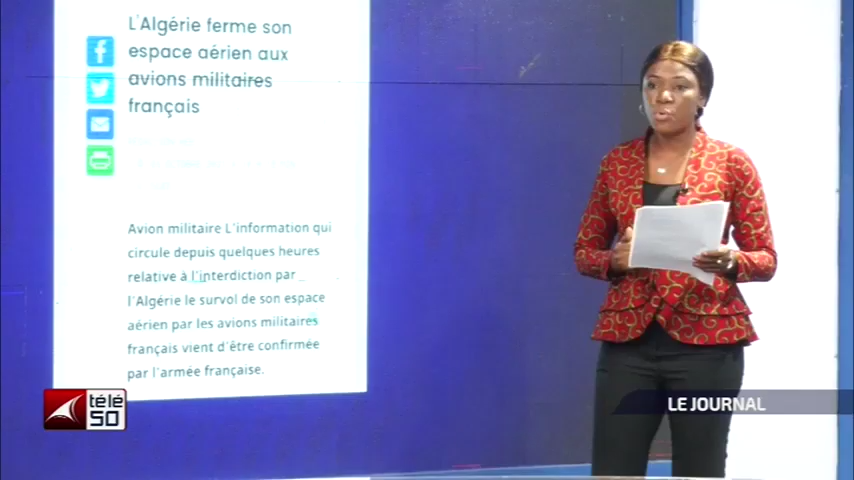 L'Algérie ferme son
espace aérien aux
avions militaires
français
Avion militaire L'information qui
circule depuis quelques heures
relative à l'interdiction par
l'Algérie le survol de son espace
aérien par les avions militaires
français vient d'être confirmée
par l'armée française.
télé
50
LE JOURNAL